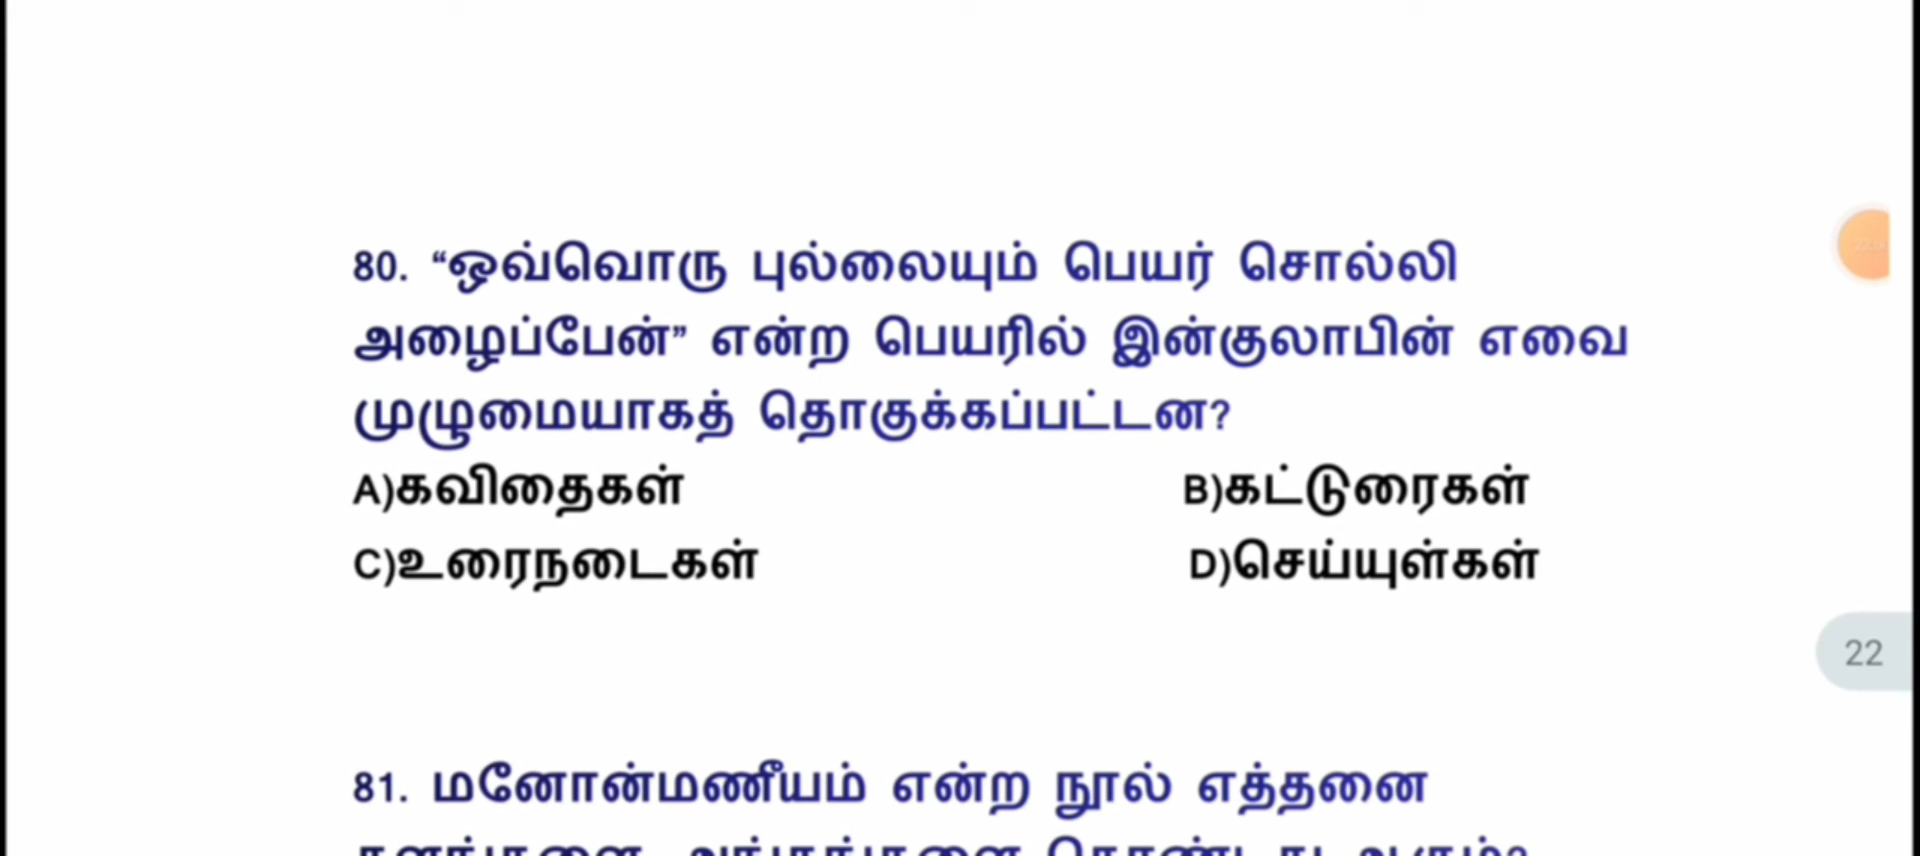 80. “ஒவ்வொரு புல்லையும் பெயர் சொல்லி
அழைப்பேன்” என்ற பெயரில் இன்குலாபின் எவை
முழுமையாகத் தொகுக்கப்பட்டன?
A)கவிதைகள் B)கட்டுரைகள்
C)உரைநடைகள் D)செய்யுள்கள்
22
81. மனோன்மணீயம் என்ற நூல் எத்தனை